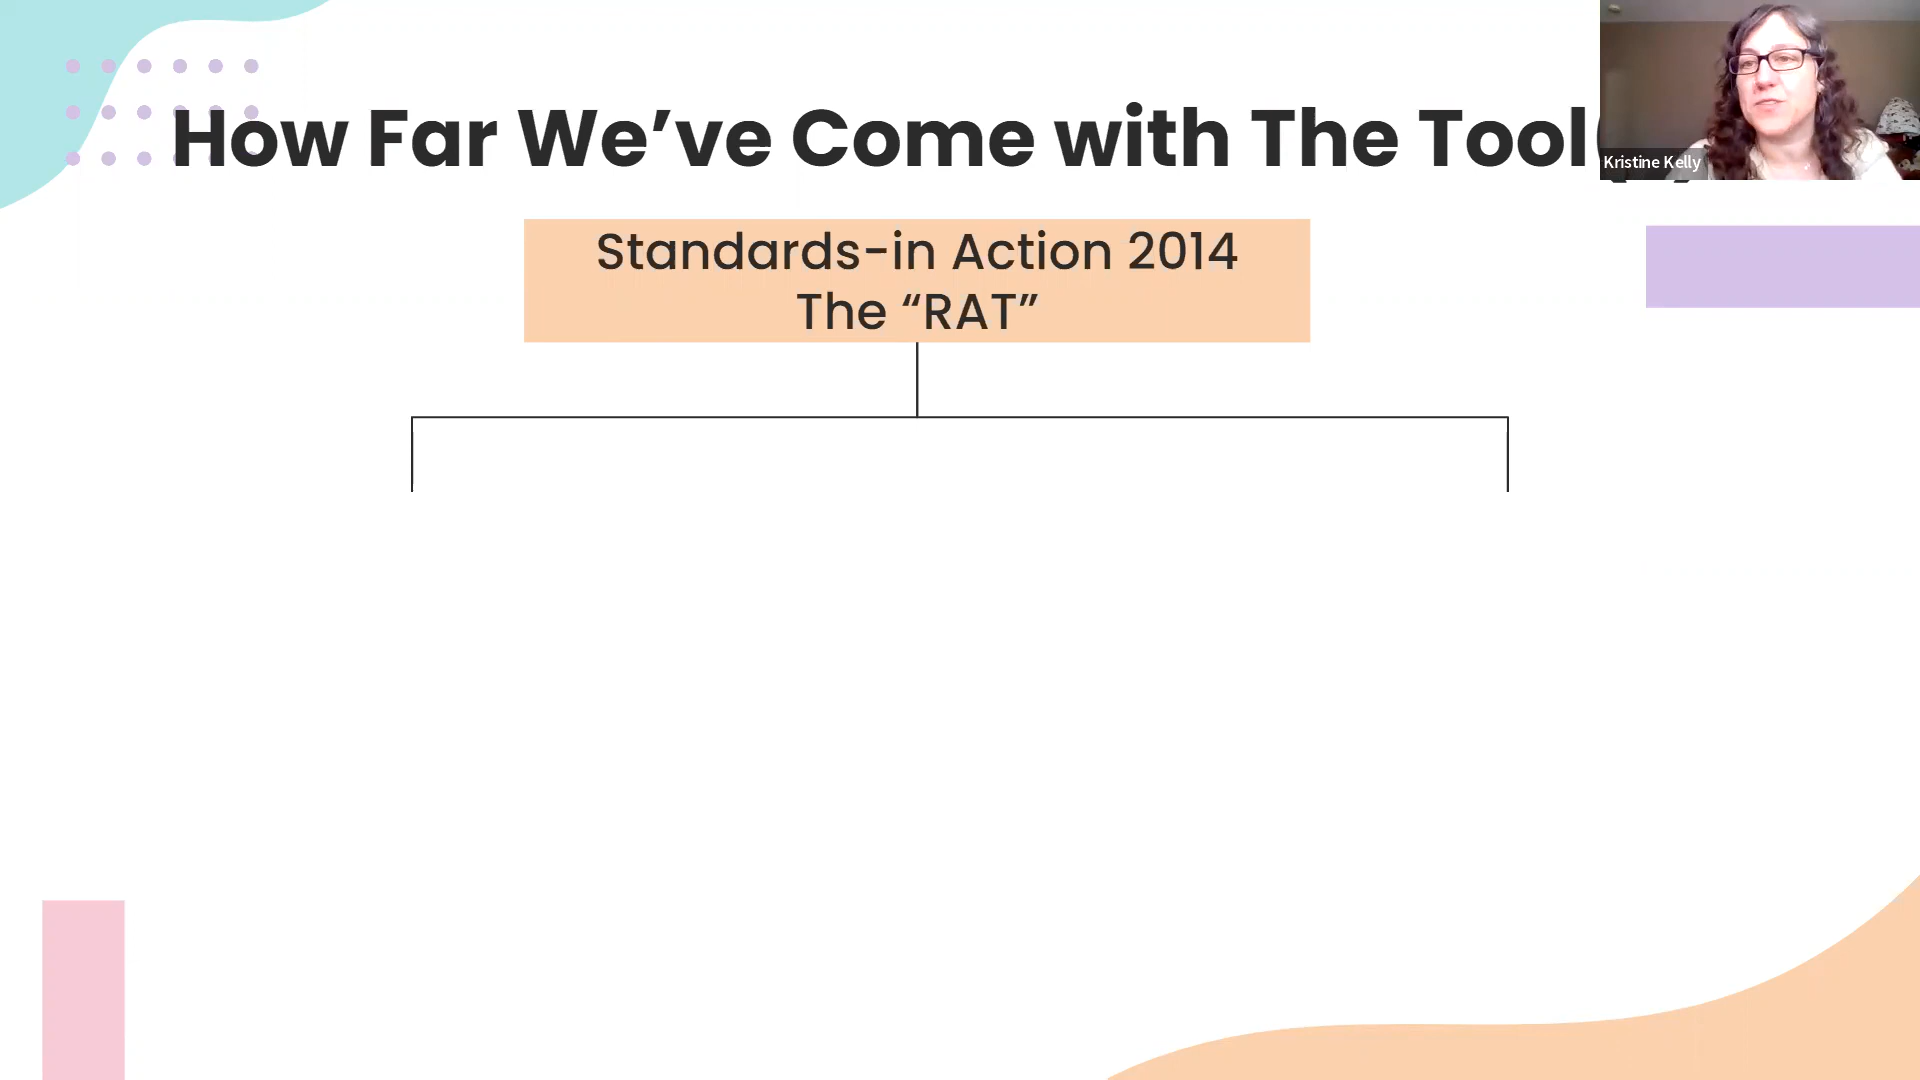 How Far We’ve Come with The Tool
Kristine Kelly
Standards-in Action 2014
The “RAT”